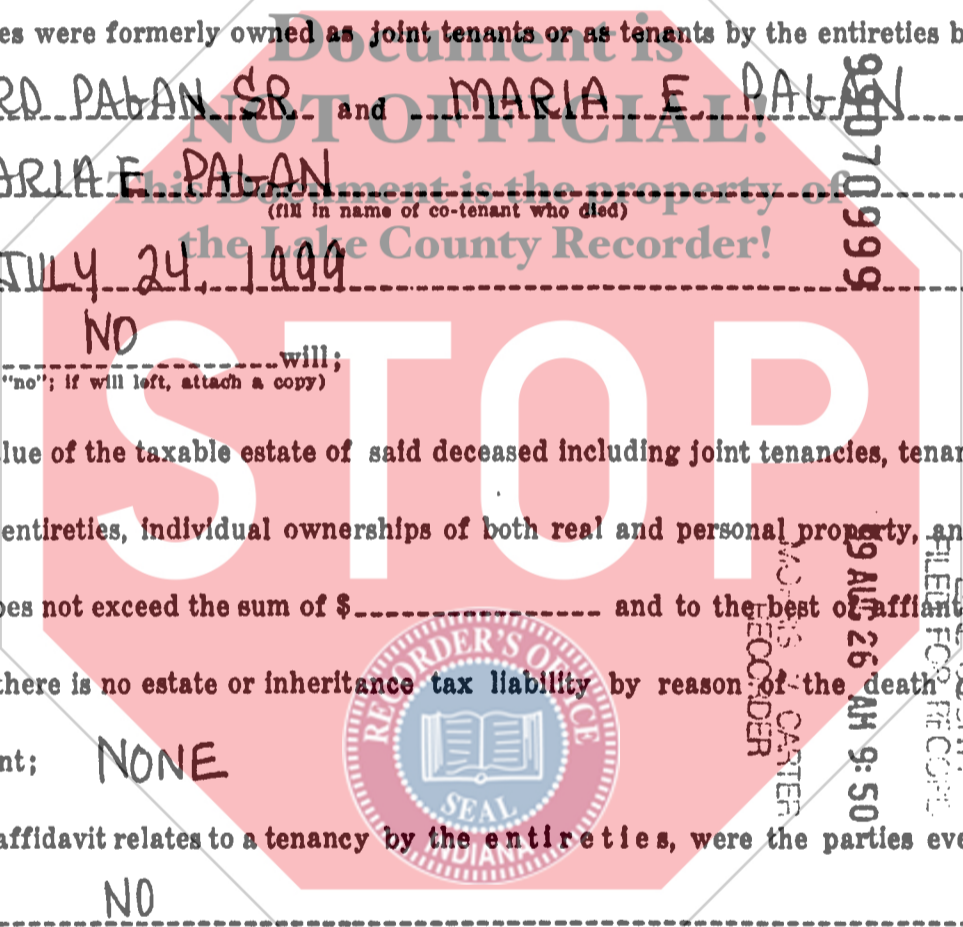 es were formerly owned as joint tenants or as tenants by the entireties b
RD PAGAN SR and MARIA E PAGAN
ARIA E PAGAN
(fill in name of co-tenant who died)
JULY 24, 1999
NO will;
"no"; if will left, attach a copy)
lue of the taxable estate of said deceased including joint tenancies, tenan
entireties, individual ownerships of both real and personal property, an
oes not exceed the sum of $ and to the best of affiant
there is no estate or inheritance tax liability by reason of the death
nt; NONE
affidavit relates to a tenancy by the entireties, were the parties eve
NO
Document is
NOT OFFICIAL!
This Document is the property of
the Lake County Recorder!
STOP
RECORDER'S OFFICE
SEAL
INDIANA
99070999
99 AUG 26 AM 9:50
FILED FOR RECORD
CARTER
RECORDER